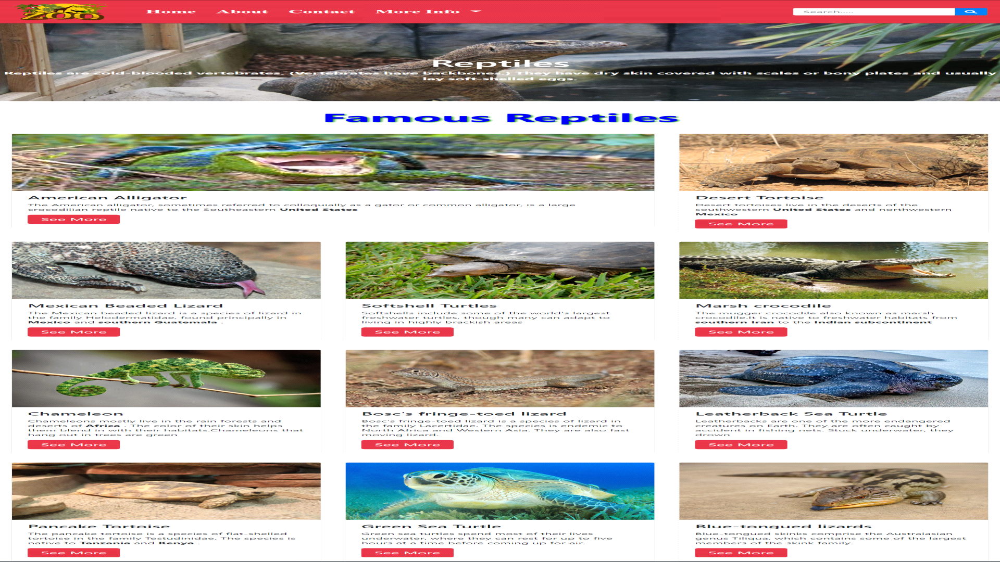 ZOO
Home About Contact More Info
Search.....
Reptiles
Reptiles are cold-blooded vertebrates. (Vertebrates have backbones.) They have dry skin covered with scales or bony plates and usually
lay soft-shelled eggs.
Famous Reptiles
American Alligator
The American alligator, sometimes referred to colloquially as a gator or common alligator, is a large
crocodilian reptile native to the Southeastern United States
See More
Desert Tortoise
Desert tortoises live in the deserts of the
southwestern United States and northwestern
Mexico
See More
Mexican Beaded Lizard
The Mexican beaded lizard is a species of lizard in
the family Helodermatidae, found principally in
Mexico and southern Guatemala .
See More
Softshell Turtles
Softshells include some of the world's largest
freshwater turtles, though many can adapt to
living in highly brackish areas
See More
Marsh crocodile
The mugger crocodile also known as marsh
crocodile.It is native to freshwater habitats from
southern Iran to the Indian subcontinent
See More
Chameleon
Chameleons mostly live in the rain forests and
deserts of Africa . The color of their skin helps
them blend in with their habitats.Chameleons that
hang out in trees are green
See More
Bosc's fringe-toed lizard
Bosc's fringe-toed lizard is a species of lizard in
the family Lacertidae. The species is endemic to
North Africa and Western Asia. They are also fast
moving lizard.
See More
Leatherback Sea Turtle
Leatherbacks are one of the more endangered
creatures on Earth. They are often caught by
accident in fishing nets. Stuck underwater, they
drown
See More
Pancake Tortoise
The pancake tortoise is a species of flat-shelled
tortoise in the family Testudinidae. The species is
native to Tanzania and Kenya .
See More
Green Sea Turtle
Green sea turtles spend most of their lives
underwater, where they can rest for up to five
hours at a time before coming up for air.
See More
Blue-tongued lizards
Blue-tongued skinks comprise the Australasian
genus Tiliqua, which contains some of the largest
members of the skink family.
See More